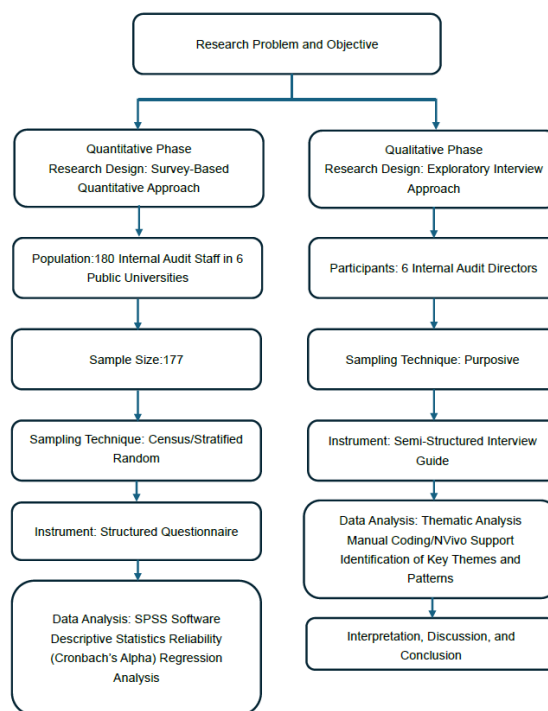 Research Problem and Objective
Quantitative Phase
Research Design: Survey-Based
Quantitative Approach
Population:180 Internal Audit Staff in 6
Public Universities
Sample Size:177
Sampling Technique: Census/Stratified
Random
Instrument: Structured Questionnaire
Data Analysis: SPSS Software
Descriptive Statistics Reliability
(Cronbach's Alpha) Regression
Analysis
Qualitative Phase
Research Design: Exploratory Interview
Approach
Participants: 6 Internal Audit Directors
Sampling Technique: Purposive
Instrument: Semi-Structured Interview
Guide
Data Analysis: Thematic Analysis
Manual Coding/NVivo Support
Identification of Key Themes and
Patterns
Interpretation, Discussion, and
Conclusion